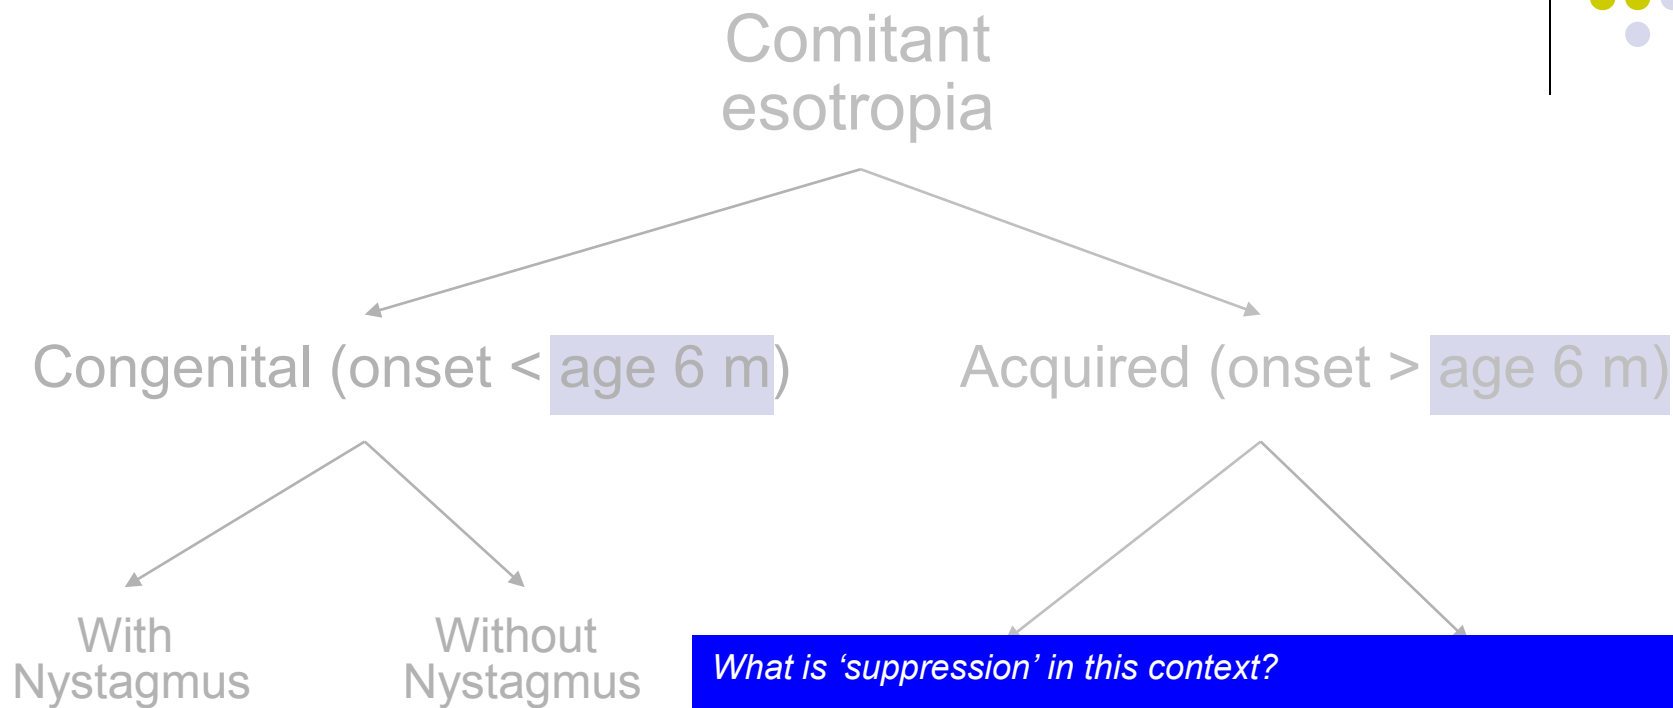 Comitant
esotropia
Congenital (onset < age 6 m)
Acquired (onset > age 6 m)
With
Nystagmus
Without
Nystagmus
What is ‘suppression’ in this context?